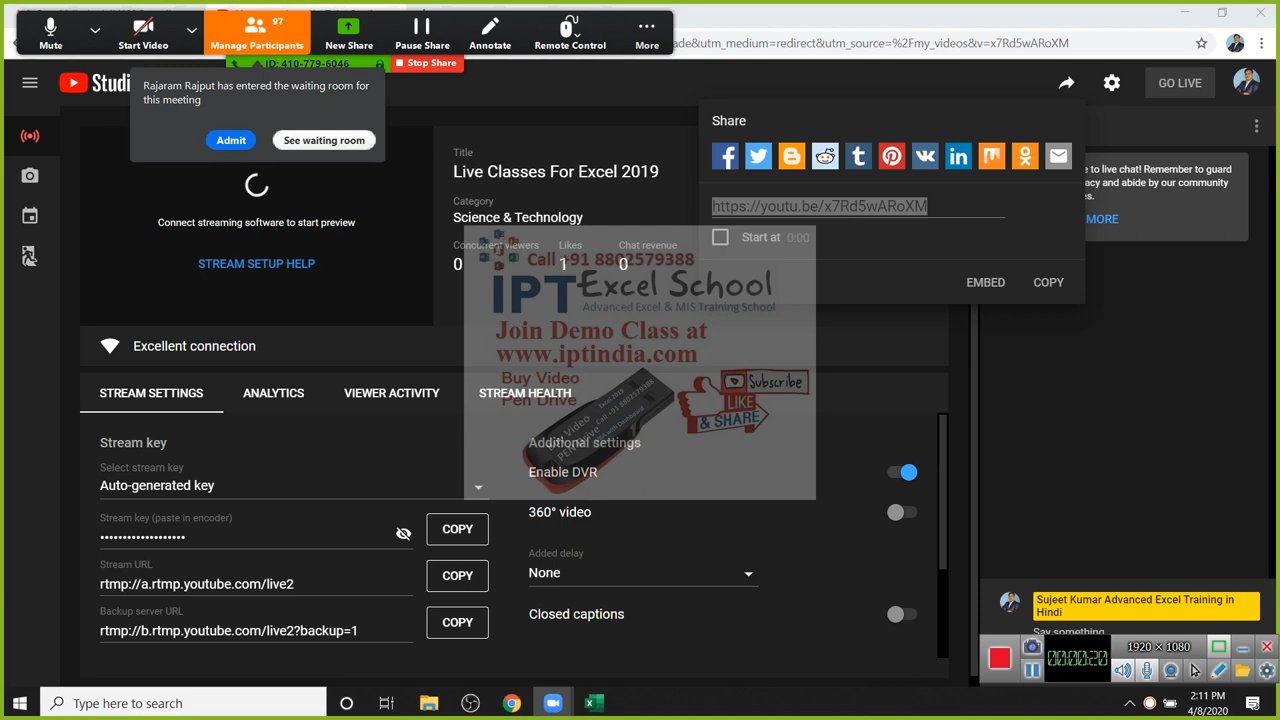 Mute
Start Video
97
Manage Participants
New Share
Pause Share
Annotate
Remote Control
More
ID: 410-779-6046
Stop Share
ade&utm_medium=redirect&utm_source=%2Fmy_videos&v=x7Rd5wARoXM
Studi
GO LIVE
Rajaram Rajput has entered the waiting room for
this meeting
Admit
See waiting room
Connect streaming software to start preview
STREAM SETUP HELP
Title
Live Classes For Excel 2019
Category
Science & Technology
Concurrent viewers
Likes
Chat revenue
0
1
0
Share
https://youtu.be/x7Rd5wARoXM
Start at 0:00
EMBED
COPY
e to live chat! Remember to guard
acy and abide by our community
MORE
Call +91 8802579388
IPT Excel School
Advanced Excel & MIS Training School
Join Demo Class at
www.iptindia.com
Buy Video
Pen Drive
Subscribe
LIKE
& SHARE
Excellent connection
STREAM SETTINGS
ANALYTICS
VIEWER ACTIVITY
STREAM HEALTH
Stream key
Select stream key
Auto-generated key
Stream key (paste in encoder)
••••••••••••••••••
COPY
Stream URL
rtmp://a.rtmp.youtube.com/live2
COPY
Backup server URL
rtmp://b.rtmp.youtube.com/live2?backup=1
COPY
Additional settings
Enable DVR
360° video
Added delay
None
Closed captions
Sujeet Kumar Advanced Excel Training in
Hindi
Say something
1920 × 1080
00:00:20
Type here to search
2:11 PM
4/8/2020